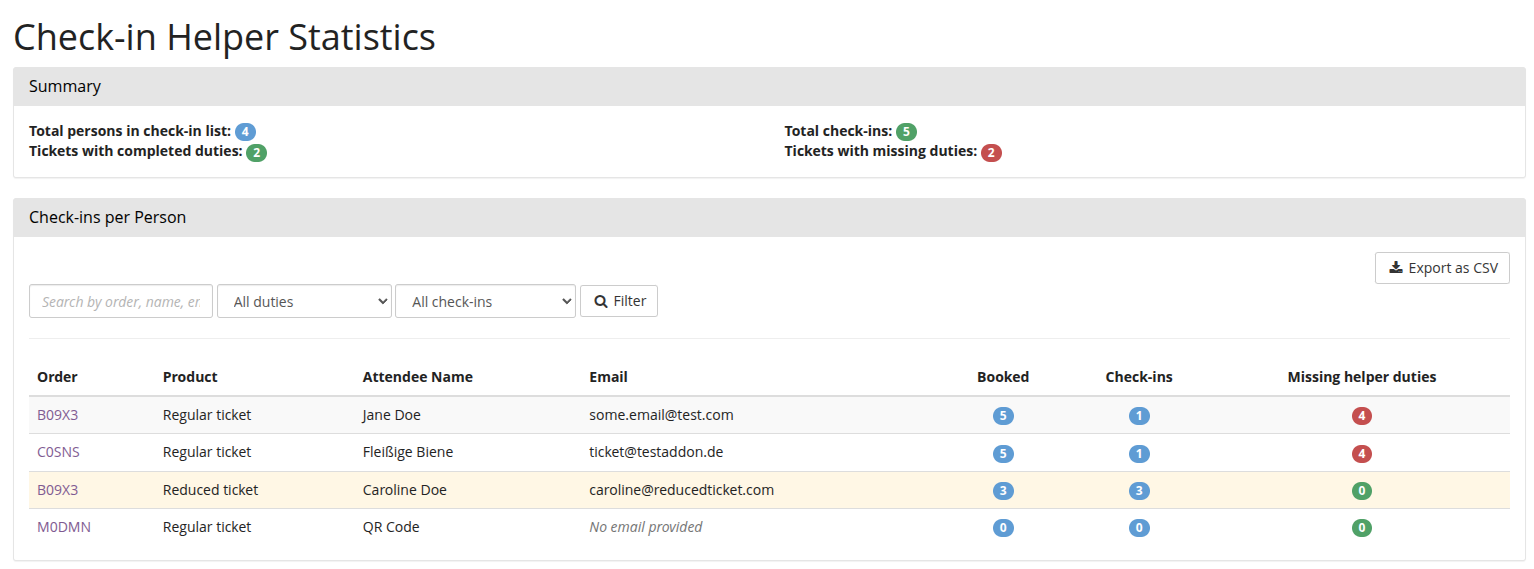 Check-in Helper Statistics
Summary
Total persons in check-in list: 4
Total check-ins: 5
Tickets with completed duties: 2
Tickets with missing duties: 2
Check-ins per Person
Export as CSV
Search by order, name, em All duties All check-ins Filter
Order Product Attendee Name Email Booked Check-ins Missing helper duties
B09X3 Regular ticket Jane Doe some.email@test.com 5 1 4
C0SNS Regular ticket Fleißige Biene ticket@testaddon.de 5 1 4
B09X3 Reduced ticket Caroline Doe caroline@reducedticket.com 3 3 0
M0DMN Regular ticket QR Code No email provided 0 0 0